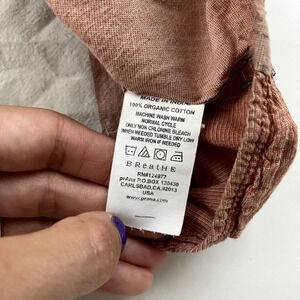 MADE IN INDIA
100% ORGANIC COTTON
MACHINE WASH WARM
NORMAL CYCLE
ONLY NON CHLORINE BLEACH
WHEN NEEDED TUMBLE DRY LOW
WARM IRON IF NEEDED
BReatHE
RN#124977
prAna P.O.BOX 130430
CARLSBAD, CA.92013
USA
www.prana.com